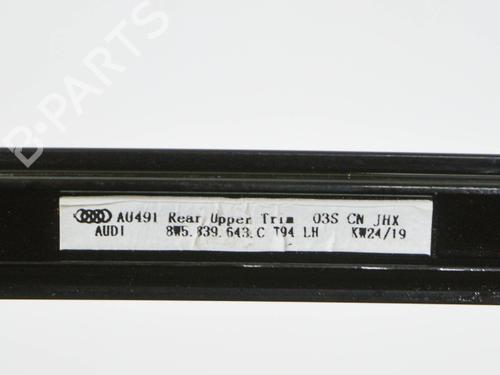 B-PARTS
AU491 Rear Upper Trim 03S CN JHX
AUDI 8W5.839.643.C T94 LH KW24/19